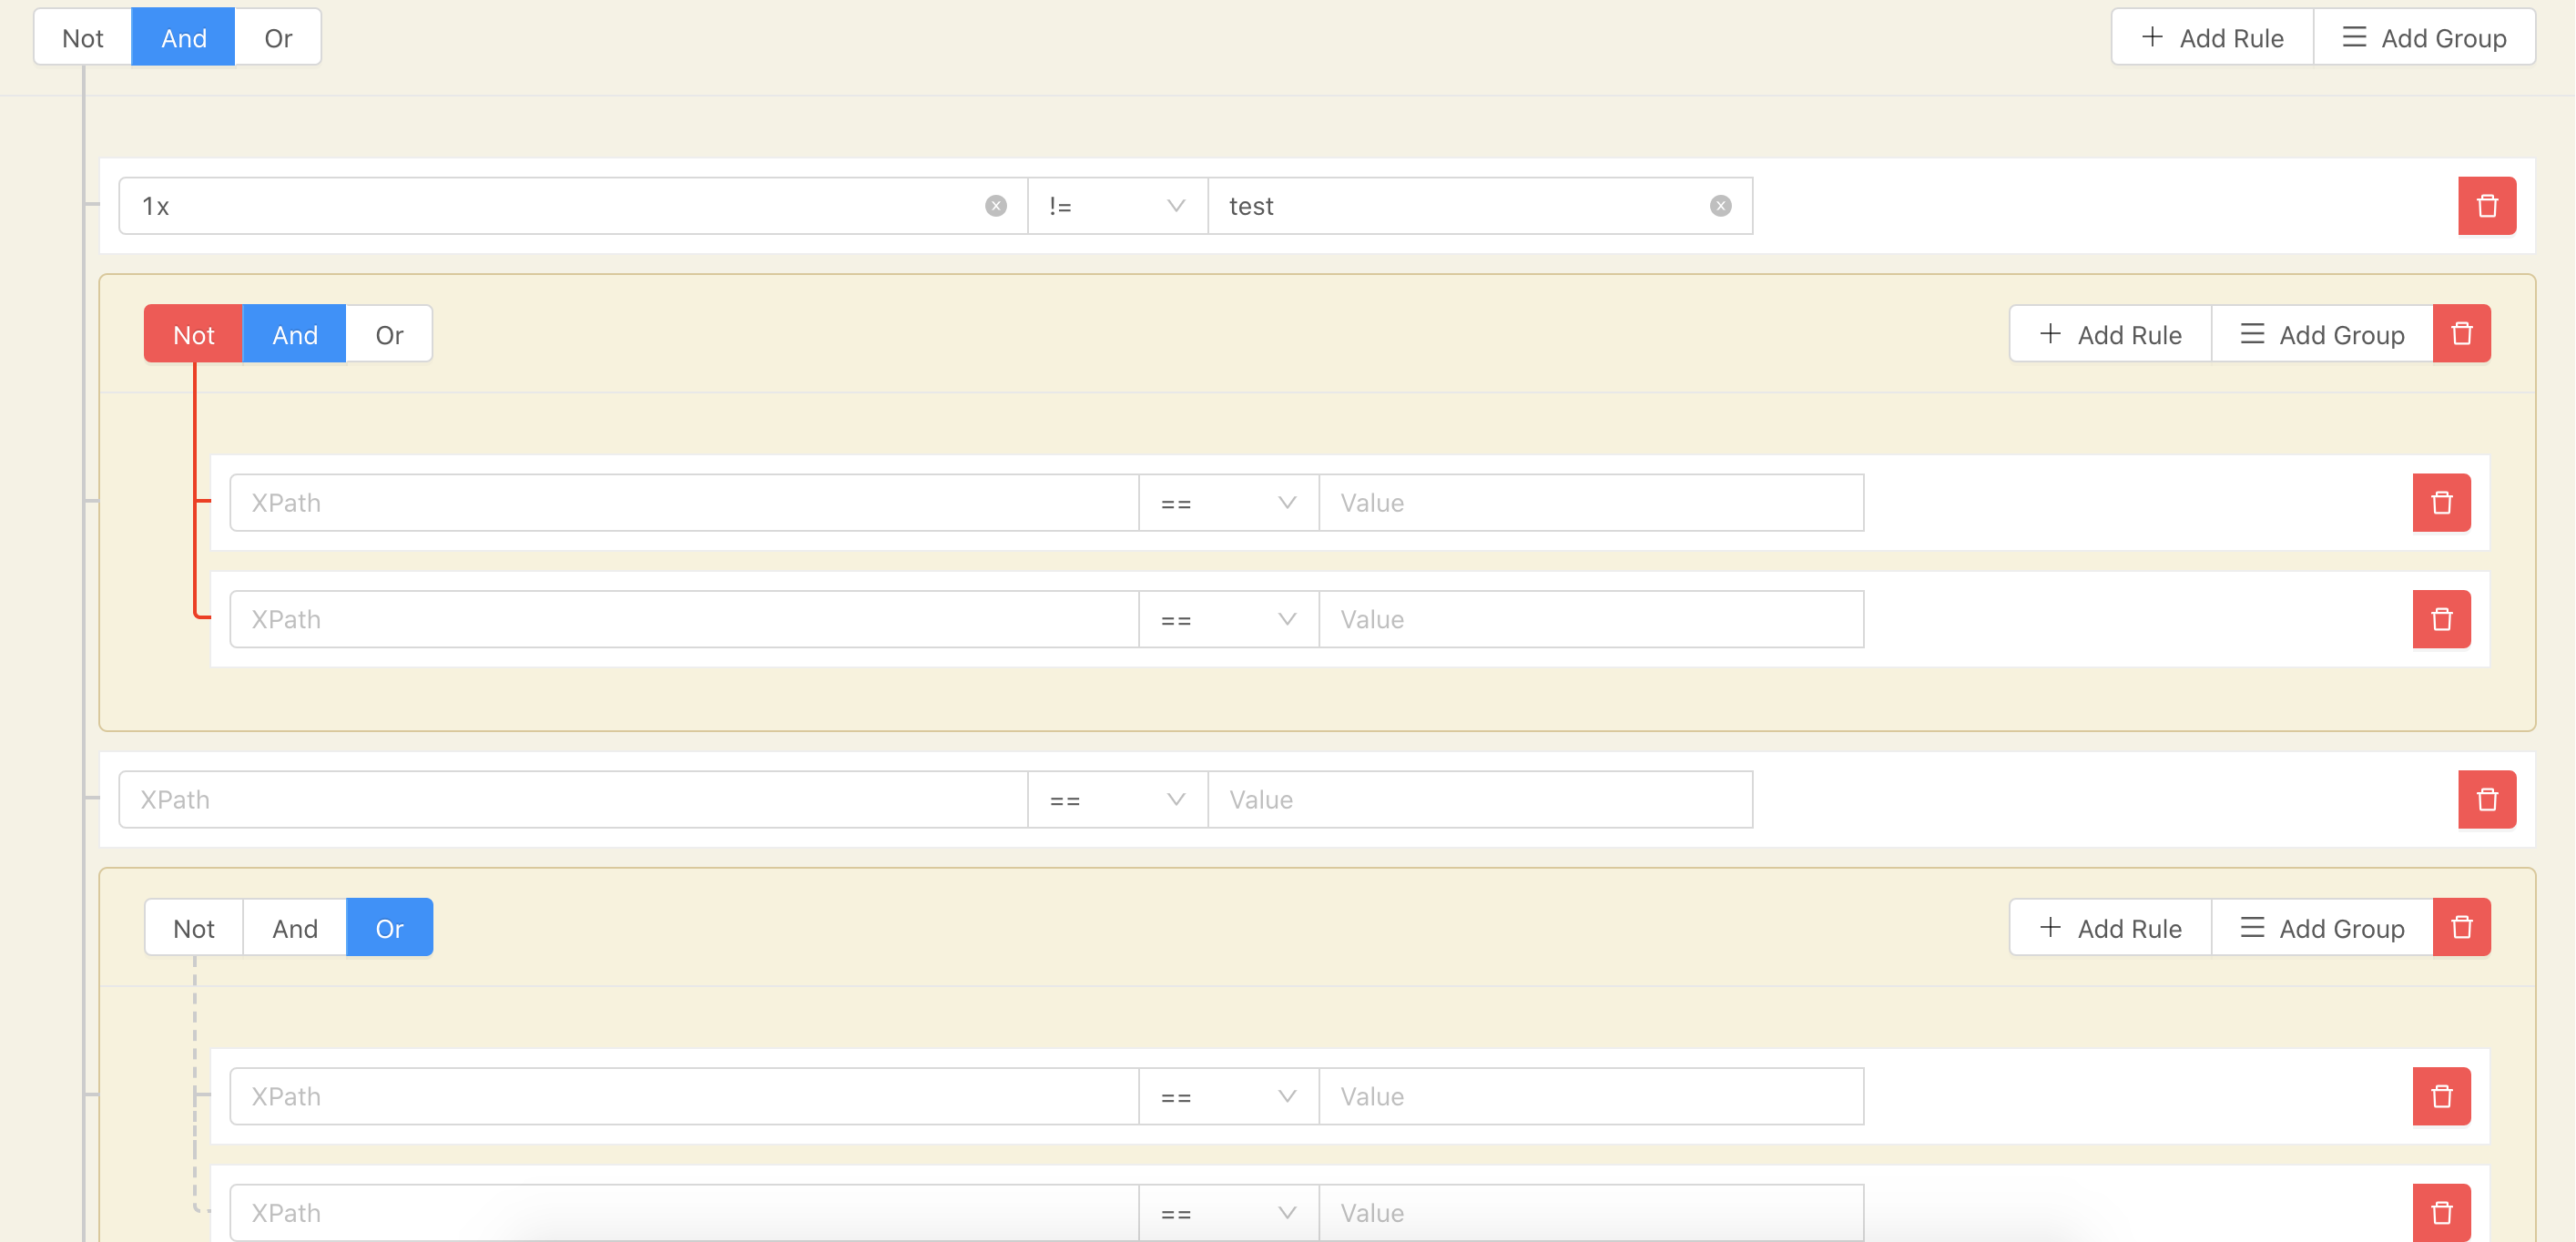 Not And Or + Add Rule Add Group
1x != test
Not And Or + Add Rule Add Group
XPath == Value
XPath == Value
XPath == Value
Not And Or + Add Rule Add Group
XPath == Value
XPath == Value